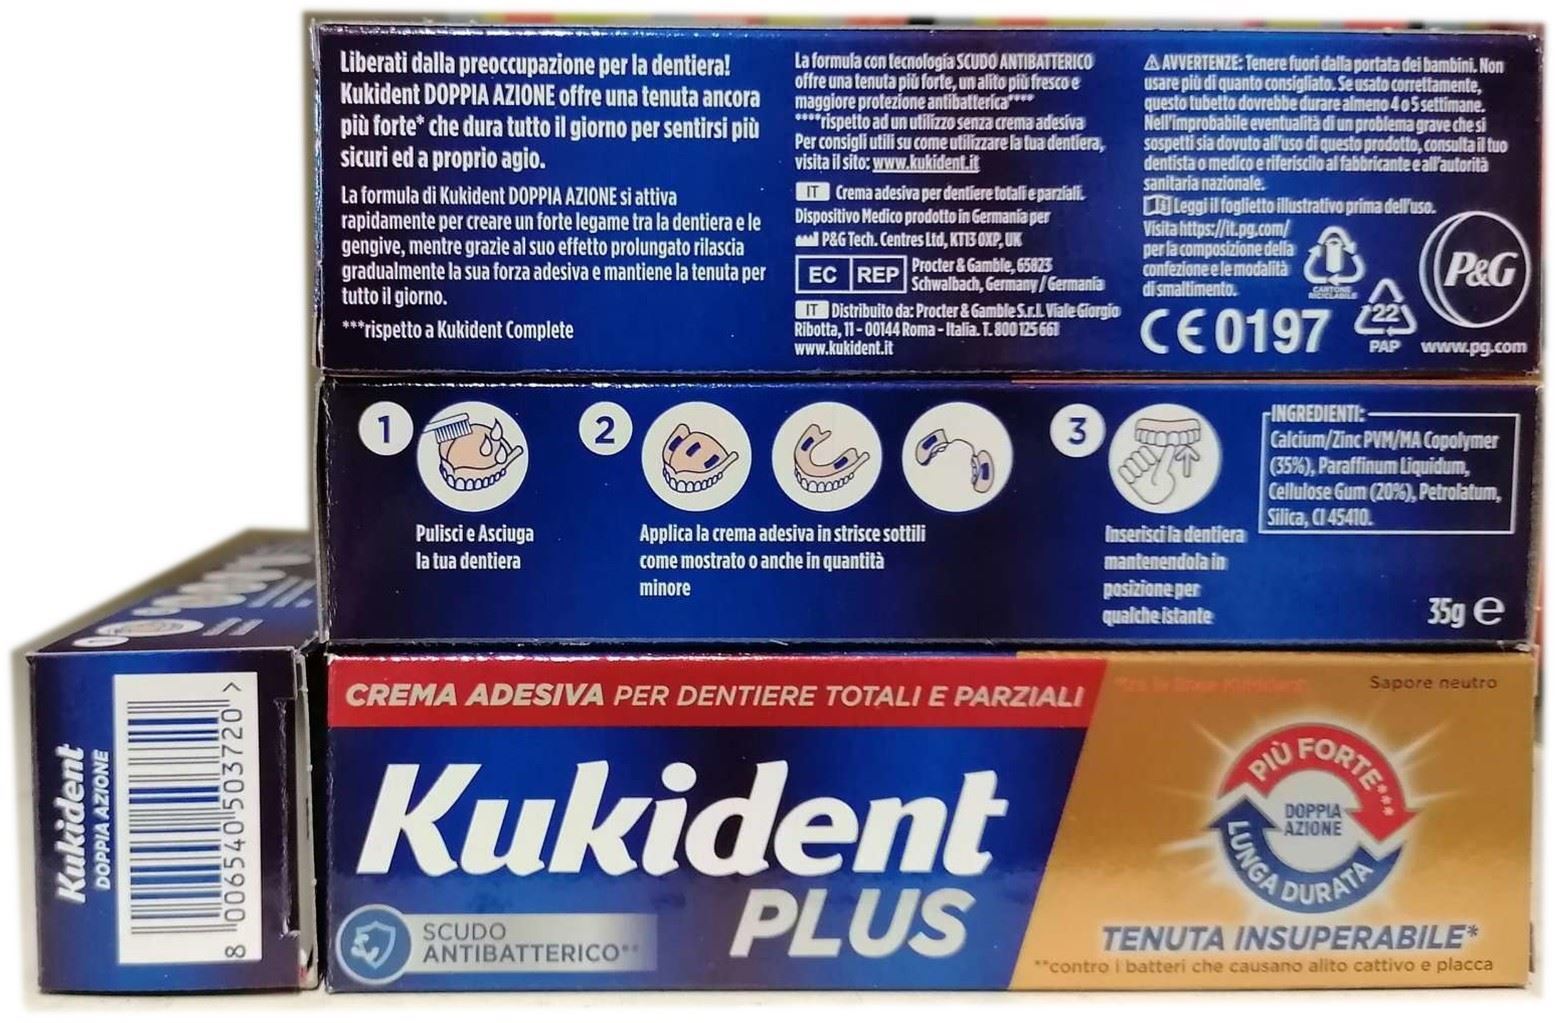 Liberati dalla preoccupazione per la dentiera!
Kukident DOPPIA AZIONE offre una tenuta ancora
più forte* che dura tutto il giorno per sentirsi più
sicuri ed a proprio agio.
La formula di Kukident DOPPIA AZIONE si attiva
rapidamente per creare un forte legame tra la dentiera e le
gengive, mentre grazie al suo effetto prolungato rilascia
gradualmente la sua forza adesiva e mantiene la tenuta per
tutto il giorno.
***rispetto a Kukident Complete
La formula con tecnologia SCUDO ANTIBATTERICO
offre una tenuta più forte, un alito più fresco e
maggiore protezione antibatterica****
****rispetto ad un utilizzo senza crema adesiva
Per consigli utili su come utilizzare la tua dentiera,
visita il sito: www.kukident.it
IT Crema adesiva per dentiere totali e parziali.
Dispositivo Medico prodotto in Germania per
P&G Tech. Centres Ltd, KT13 0XP, UK
EC REP Procter & Gamble, 65823
Schwalbach, Germany / Germania
IT Distribuito da: Procter & Gamble S.r.l. Viale Giorgio
Ribotta, 11 - 00144 Roma - Italia. T. 800 125 661
www.kukident.it
⚠ AVVERTENZE: Tenere fuori dalla portata dei bambini. Non
usare più di quanto consigliato. Se usato correttamente,
questo tubetto dovrebbe durare almeno 4 o 5 settimane.
Nell'improbabile eventualità di un problema grave che si
sospetti sia dovuto all'uso di questo prodotto, consulta il tuo
dentista o medico e riferiscilo al fabbricante e all'autorità
sanitaria nazionale.
Leggi il foglietto illustrativo prima dell'uso.
Visita https://it.pg.com/
per la composizione della
confezione e le modalità
di smaltimento.
CARTONE
RICICLABILE
P&G
CE 0197
22
PAP
www.pg.com
1
Pulisci e Asciuga
la tua dentiera
2
Applica la crema adesiva in strisce sottili
come mostrato o anche in quantità
minore
3
Inserisci la dentiera
mantenendola in
posizione per
qualche istante
INGREDIENTI:
Calcium/Zinc PVM/MA Copolymer
(35%), Paraffinum Liquidum,
Cellulose Gum (20%), Petrolatum,
Silica, CI 45410.
35g e
Kukident
DOPPIA AZIONE
8 006540 503720 >
CREMA ADESIVA PER DENTIERE TOTALI E PARZIALI
Sapore neutro
Kukident
PLUS
SCUDO
ANTIBATTERICO**
PIÙ FORTE***
DOPPIA
AZIONE
LUNGA DURATA
TENUTA INSUPERABILE*
**contro i batteri che causano alito cattivo e placca